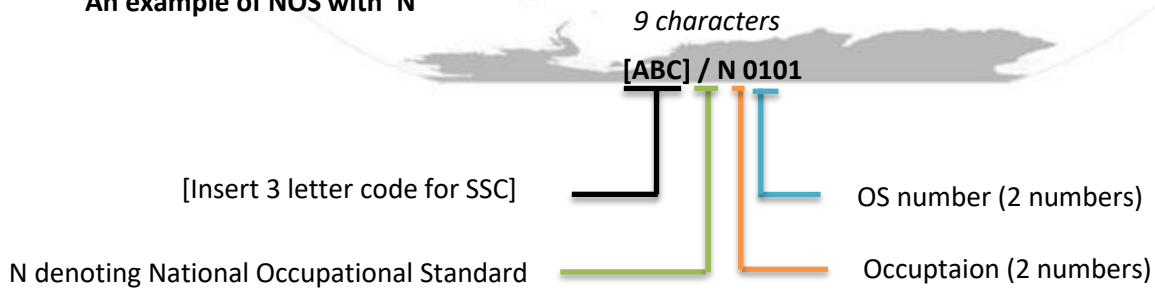 An example of NOS with 'N'
9 characters
[ABC] / N 0101
[Insert 3 letter code for SSC]
OS number (2 numbers)
N denoting National Occupational Standard
Occuptaion (2 numbers)